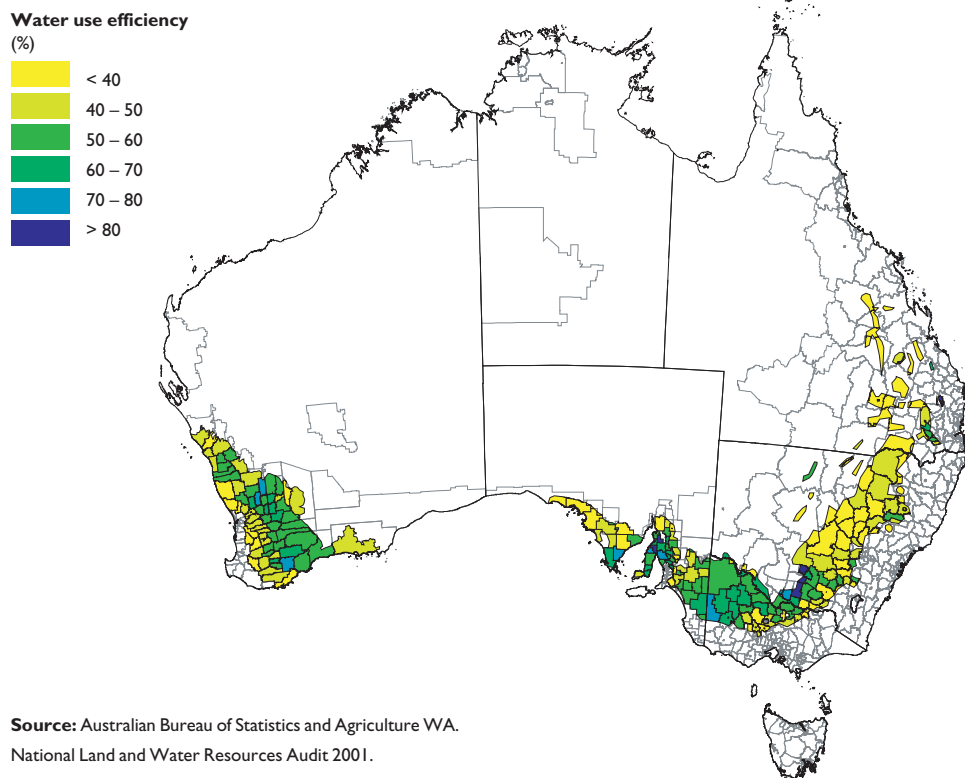 Water use efficiency
(%)
< 40
40 – 50
50 – 60
60 – 70
70 – 80
> 80
Source: Australian Bureau of Statistics and Agriculture WA.
National Land and Water Resources Audit 2001.